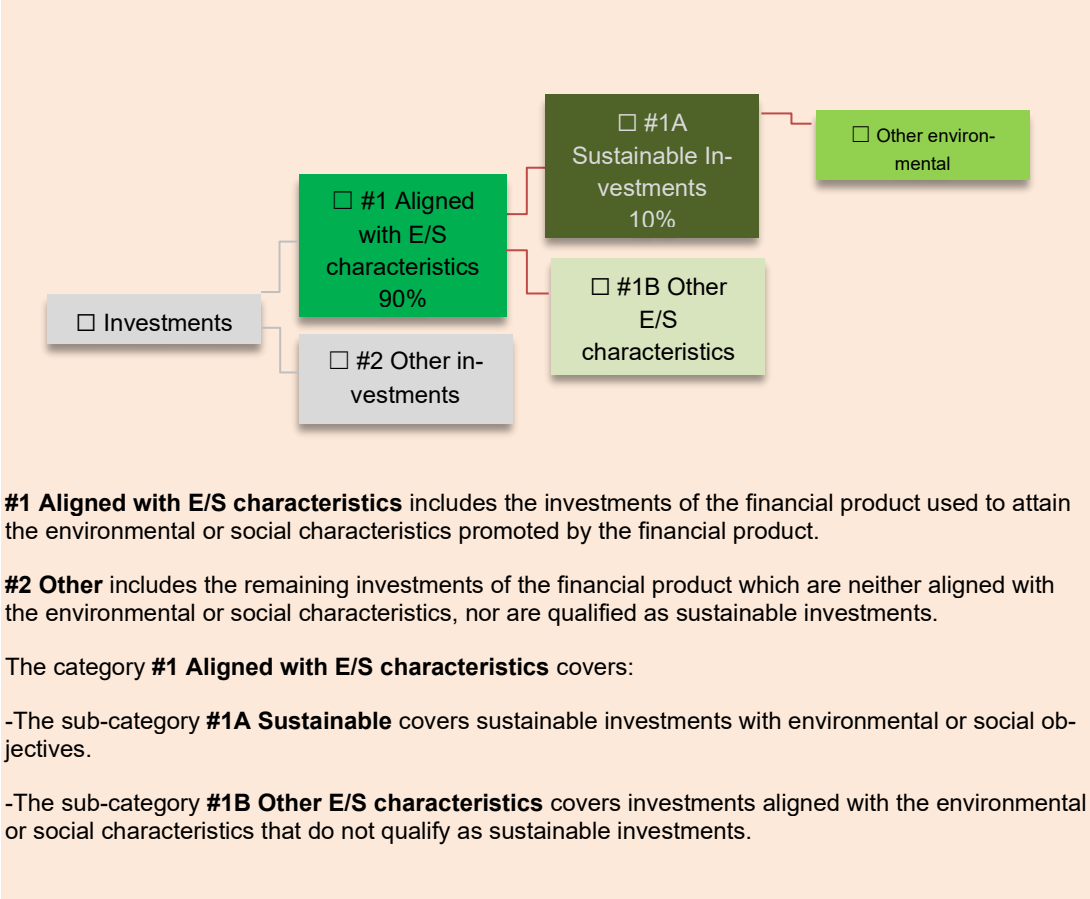 ☐ #1A
Sustainable In-
vestments
10%
☐ Other environ-
mental
☐ #1 Aligned
with E/S
characteristics
90%
☐ #1B Other
E/S
characteristics
☐ Investments
☐ #2 Other in-
vestments
#1 Aligned with E/S characteristics includes the investments of the financial product used to attain
the environmental or social characteristics promoted by the financial product.
#2 Other includes the remaining investments of the financial product which are neither aligned with
the environmental or social characteristics, nor are qualified as sustainable investments.
The category #1 Aligned with E/S characteristics covers:
-The sub-category #1A Sustainable covers sustainable investments with environmental or social ob-
jectives.
-The sub-category #1B Other E/S characteristics covers investments aligned with the environmental
or social characteristics that do not qualify as sustainable investments.